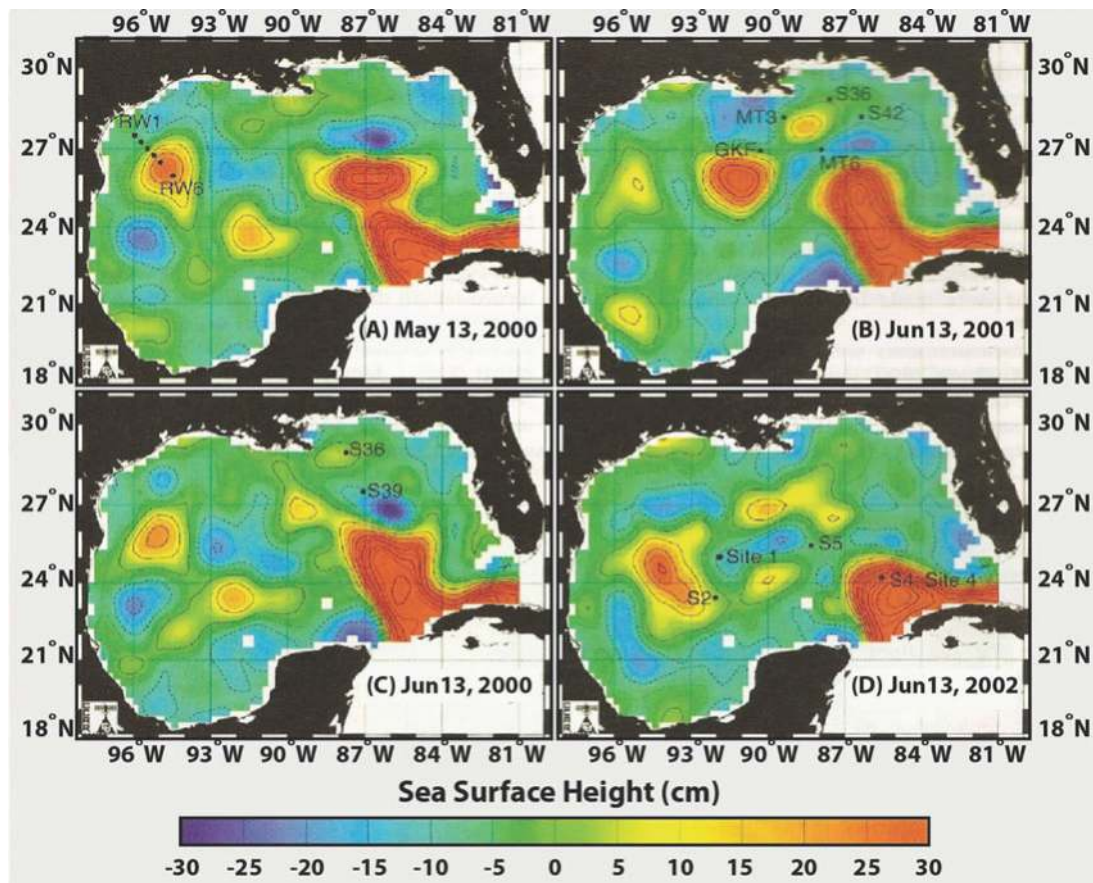 96°W 93°W 90°W 87°W 84°W 81°W 96°W 93°W 90°W 87°W 84°W 81°W
30°N
27°N
24°N
21°N
18°N
RW1
RW6
(A) May 13, 2000
S36
MT3
S42
GKF
MT6
(B) Jun13, 2001
30°N
27°N
24°N
21°N
18°N
30°N
27°N
24°N
21°N
18°N
S36
S39
(C) Jun13, 2000
Site 1
S5
S4 Site 4
S2
(D) Jun13, 2002
30°N
27°N
24°N
21°N
18°N
96°W 93°W 90°W 87°W 84°W 81°W 96°W 93°W 90°W 87°W 84°W 81°W
Sea Surface Height (cm)
-30 -25 -20 -15 -10 -5 0 5 10 15 20 25 30